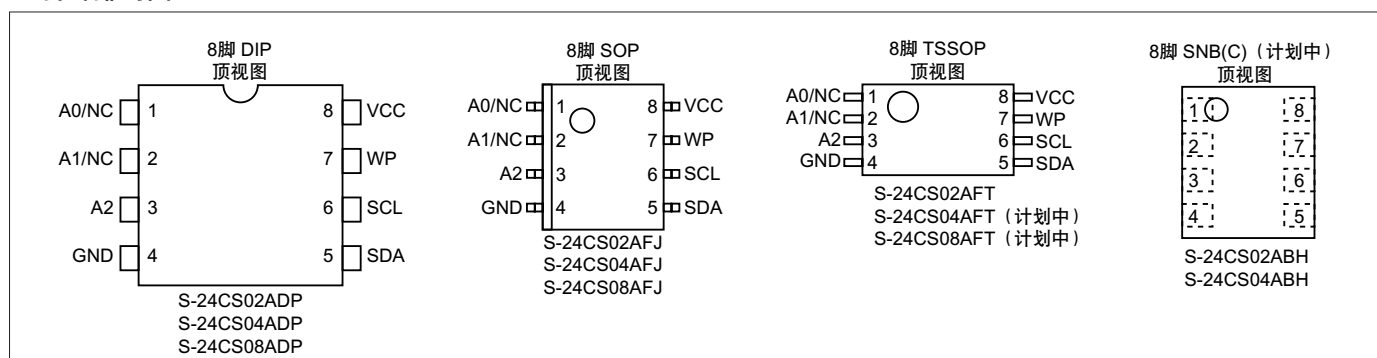 8脚 DIP
顶视图
A0/NC 1 8 VCC
A1/NC 2 7 WP
A2 3 6 SCL
GND 4 5 SDA
S-24CS02ADP
S-24CS04ADP
S-24CS08ADP
8脚 SOP
顶视图
A0/NC 1 8 VCC
A1/NC 2 7 WP
A2 3 6 SCL
GND 4 5 SDA
S-24CS02AFJ
S-24CS04AFJ
S-24CS08AFJ
8脚 TSSOP
顶视图
A0/NC 1 8 VCC
A1/NC 2 7 WP
A2 3 6 SCL
GND 4 5 SDA
S-24CS02AFT
S-24CS04AFT（计划中）
S-24CS08AFT（计划中）
8脚 SNB(C)（计划中）
顶视图
1 8
2 7
3 6
4 5
S-24CS02ABH
S-24CS04ABH